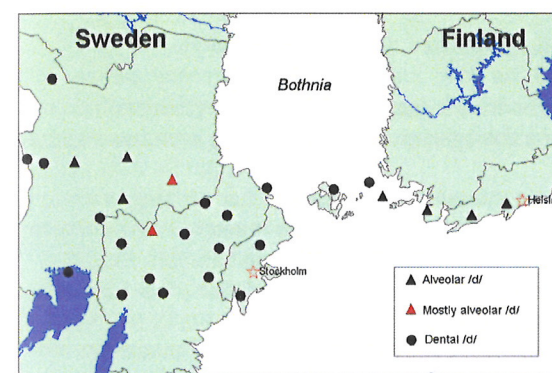 Sweden
Finland
Bothnia
Stockholm
▲ Alveolar /d/
▲ Mostly alveolar /d/
● Dental /d/